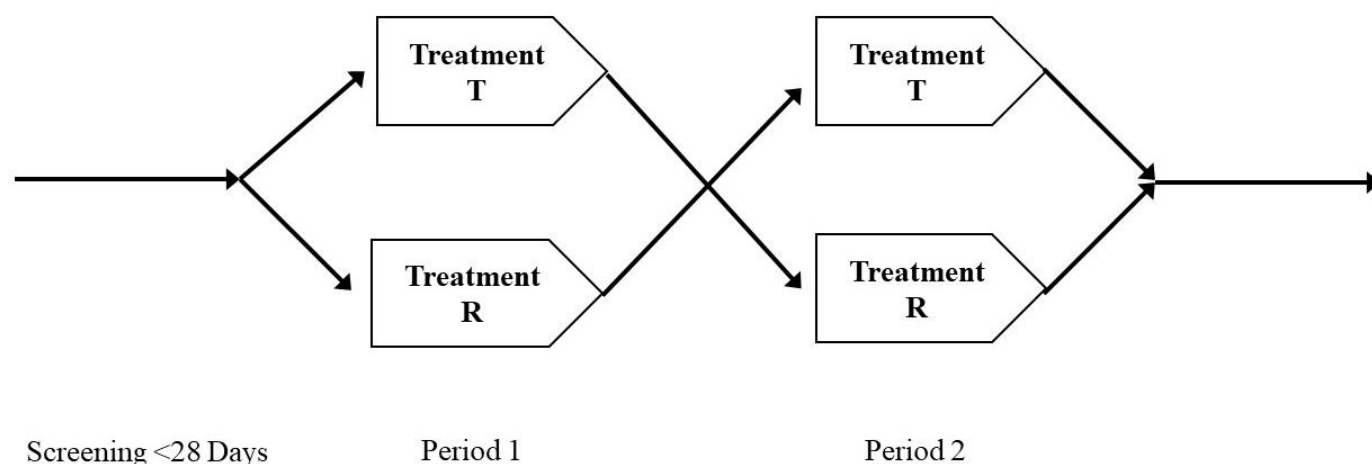 Treatment
T
Treatment
T
Treatment
R
Treatment
R
Screening <28 Days
Period 1
Period 2